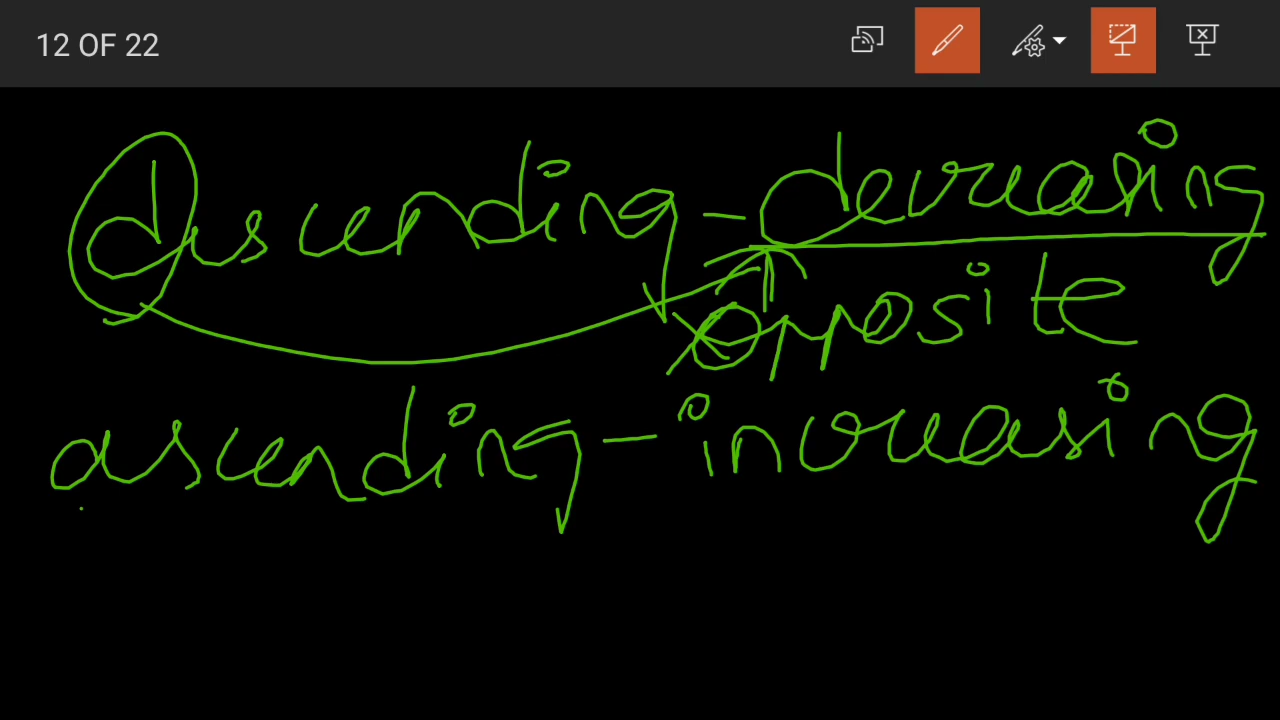 12 OF 22
descending - decreasing
opposite
ascending - increasing